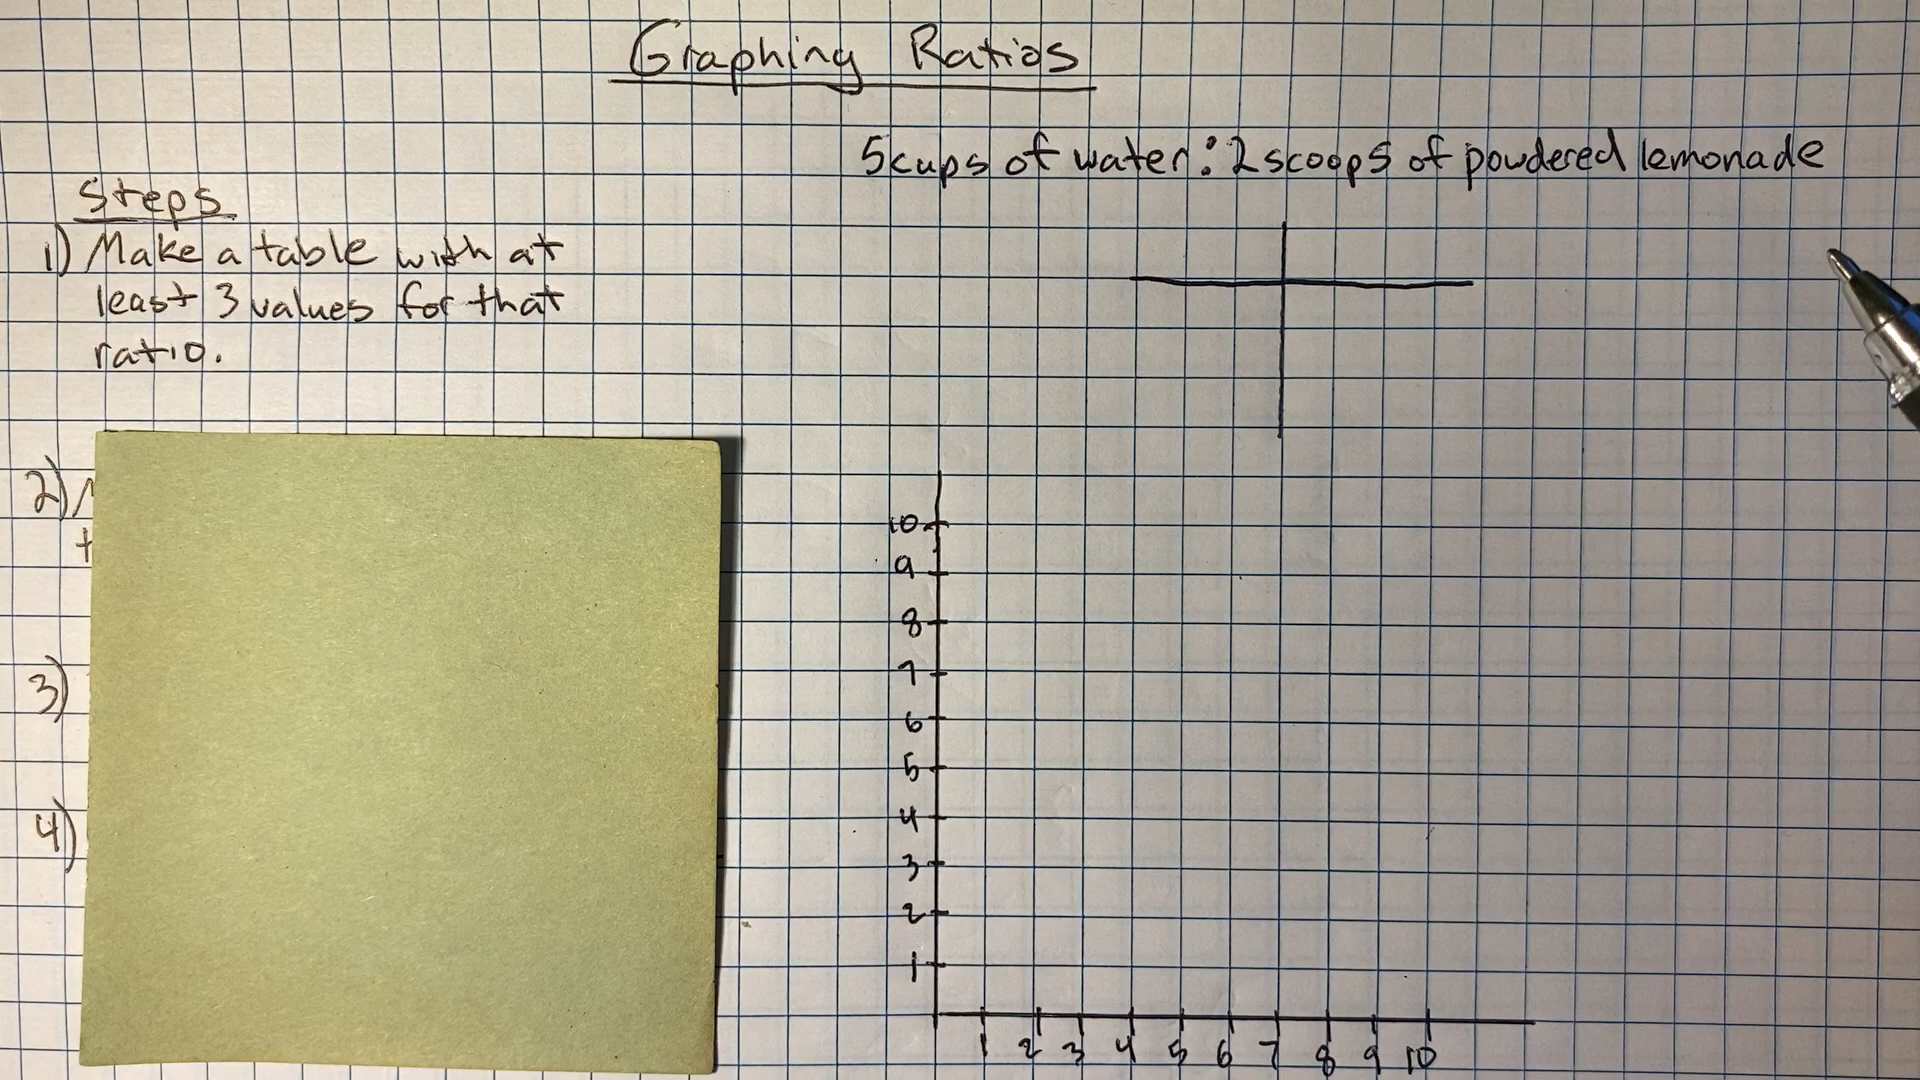 Graphing Ratios
5cups of water : 2 scoops of powdered lemonade
Steps
1) Make a table with at
least 3 values for that
ratio.
2)
3)
4)
10
9
8
7
6
5
4
3
2
1
1 2 3 4 5 6 7 8 9 10